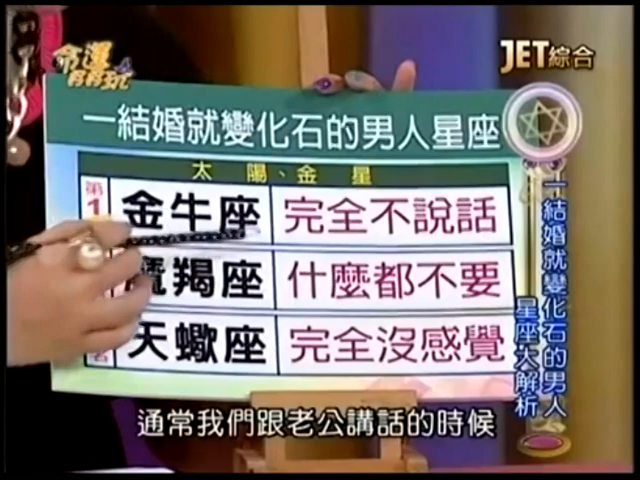 命運好好玩
JET綜合
一結婚就變化石的男人星座
太陽、金星
第1
金牛座 完全不說話
羯座 什麼都不要
名 天蠍座 完全沒感覺
一結婚就變化石的男人
星座大解析
通常我們跟老公講話的時候